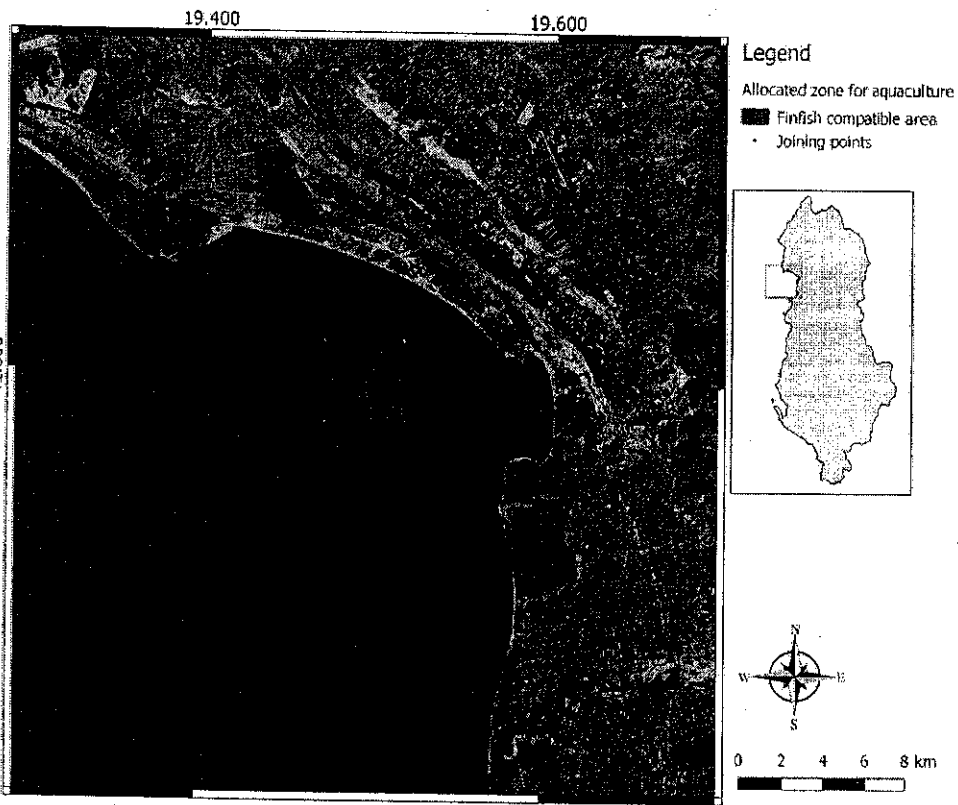 19.400
19.600
Legend
Allocated zone for aquaculture
Finfish compatible area
Joining points
N
W
E
S
0 2 4 6 8 km